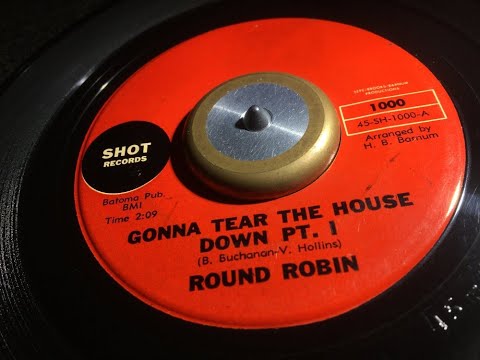 SHOT
RECORDS
Batoma Pub.
BMI
Time 2:09
1000
45-SH-1000-A
Arranged by
H. B. Barnum
GONNA TEAR THE HOUSE
DOWN PT. I
(B. Buchanan-V. Hollins)
ROUND ROBIN